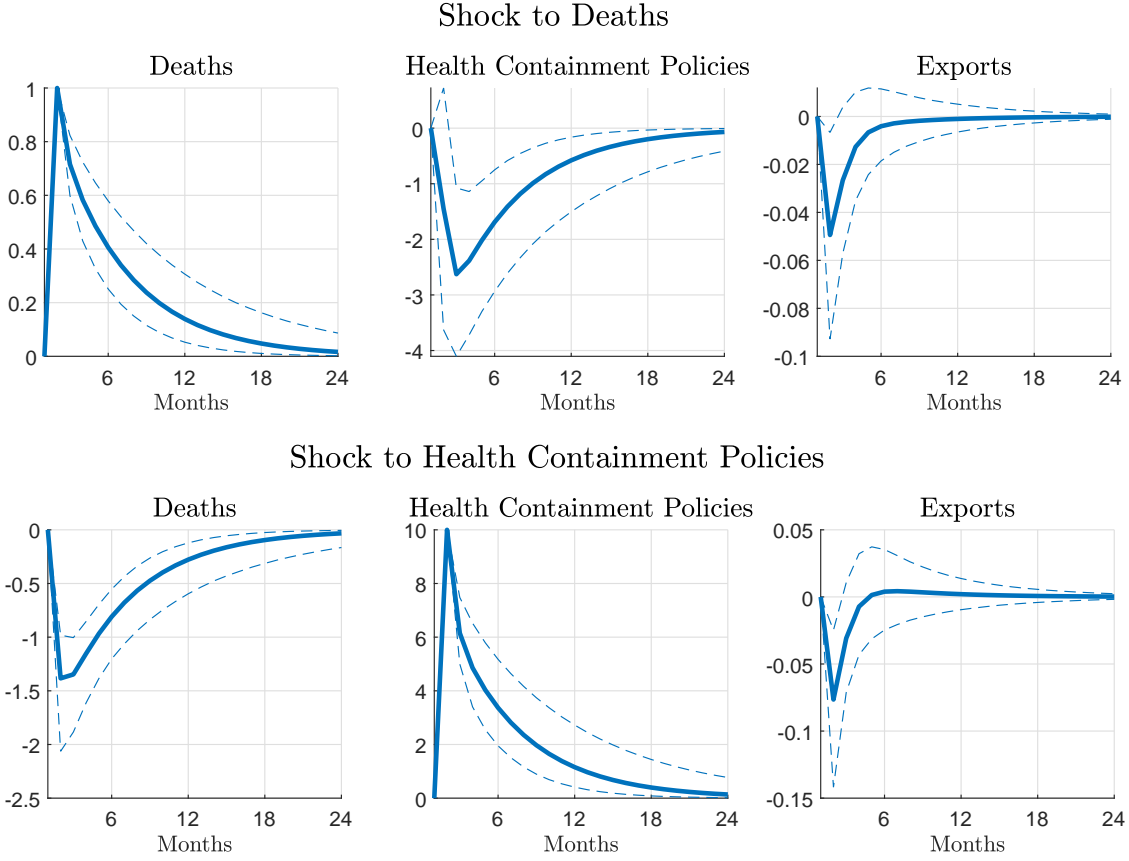 Shock to Deaths
Deaths
1
0.8
0.6
0.4
0.2
0
6 12 18 24
Months
Health Containment Policies
0
-1
-2
-3
-4
6 12 18 24
Months
Exports
0
-0.02
-0.04
-0.06
-0.08
-0.1
6 12 18 24
Months
Shock to Health Containment Policies
Deaths
0
-0.5
-1
-1.5
-2
-2.5
6 12 18 24
Months
Health Containment Policies
10
8
6
4
2
0
6 12 18 24
Months
Exports
0.05
0
-0.05
-0.1
-0.15
6 12 18 24
Months